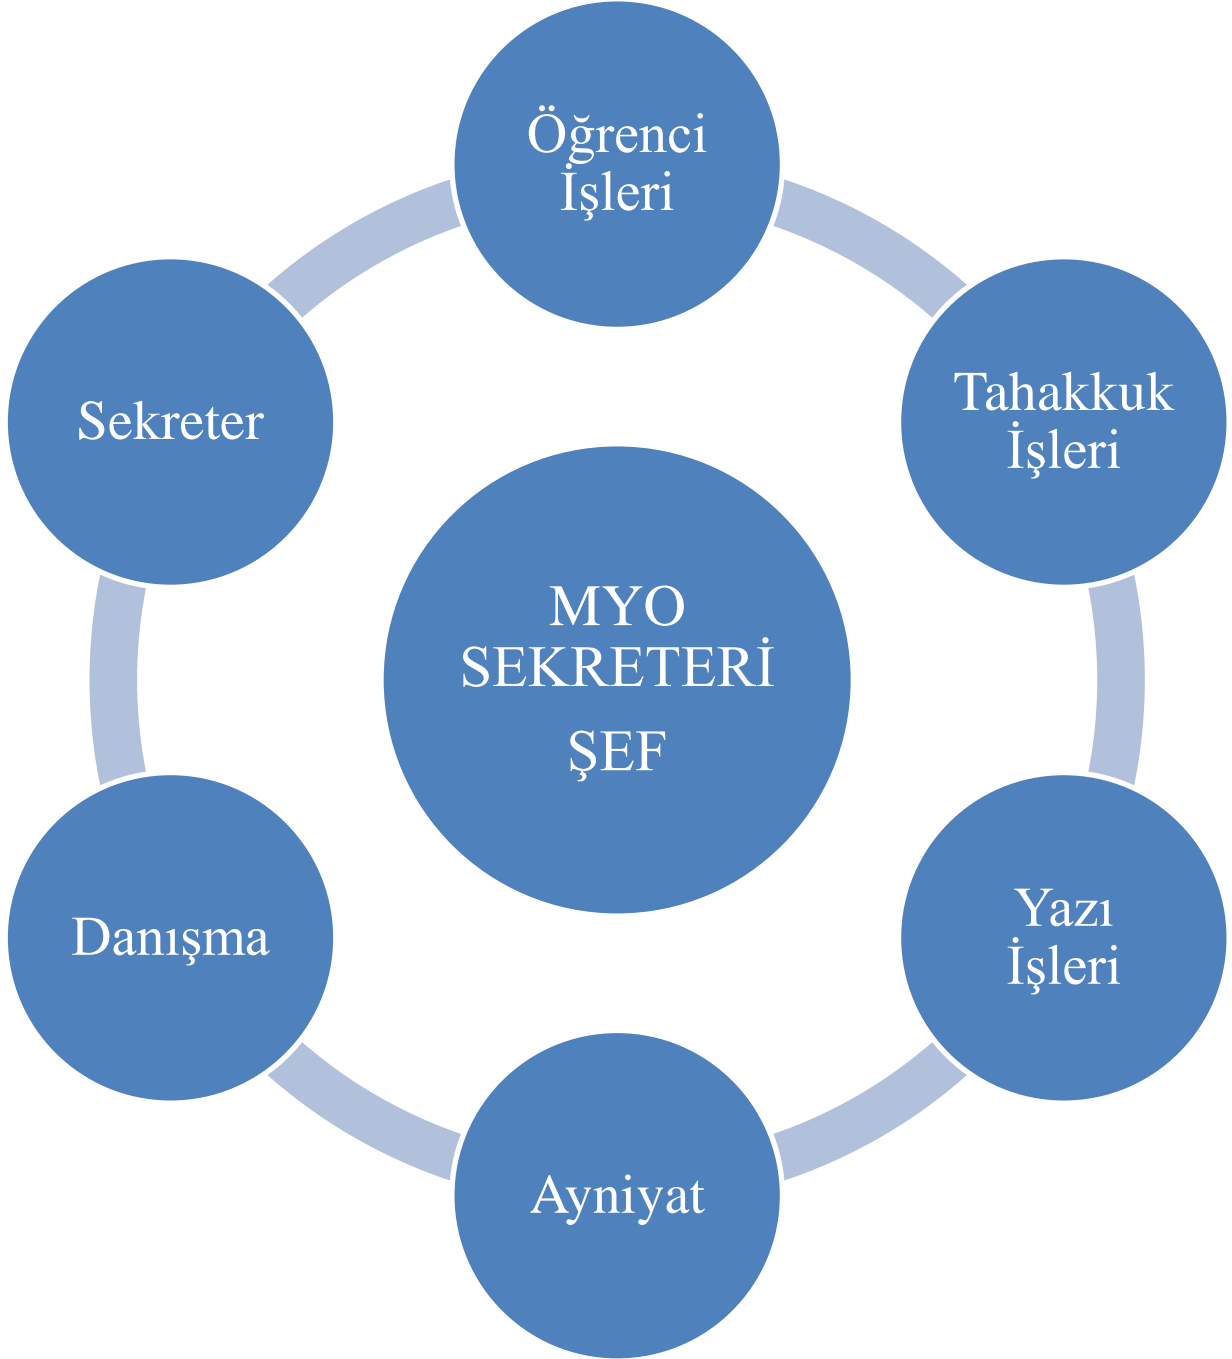 Öğrenci
İşleri
Tahakkuk
İşleri
Yazı
İşleri
Ayniyat
Danışma
Sekreter
MYO
SEKRETERİ
ŞEF